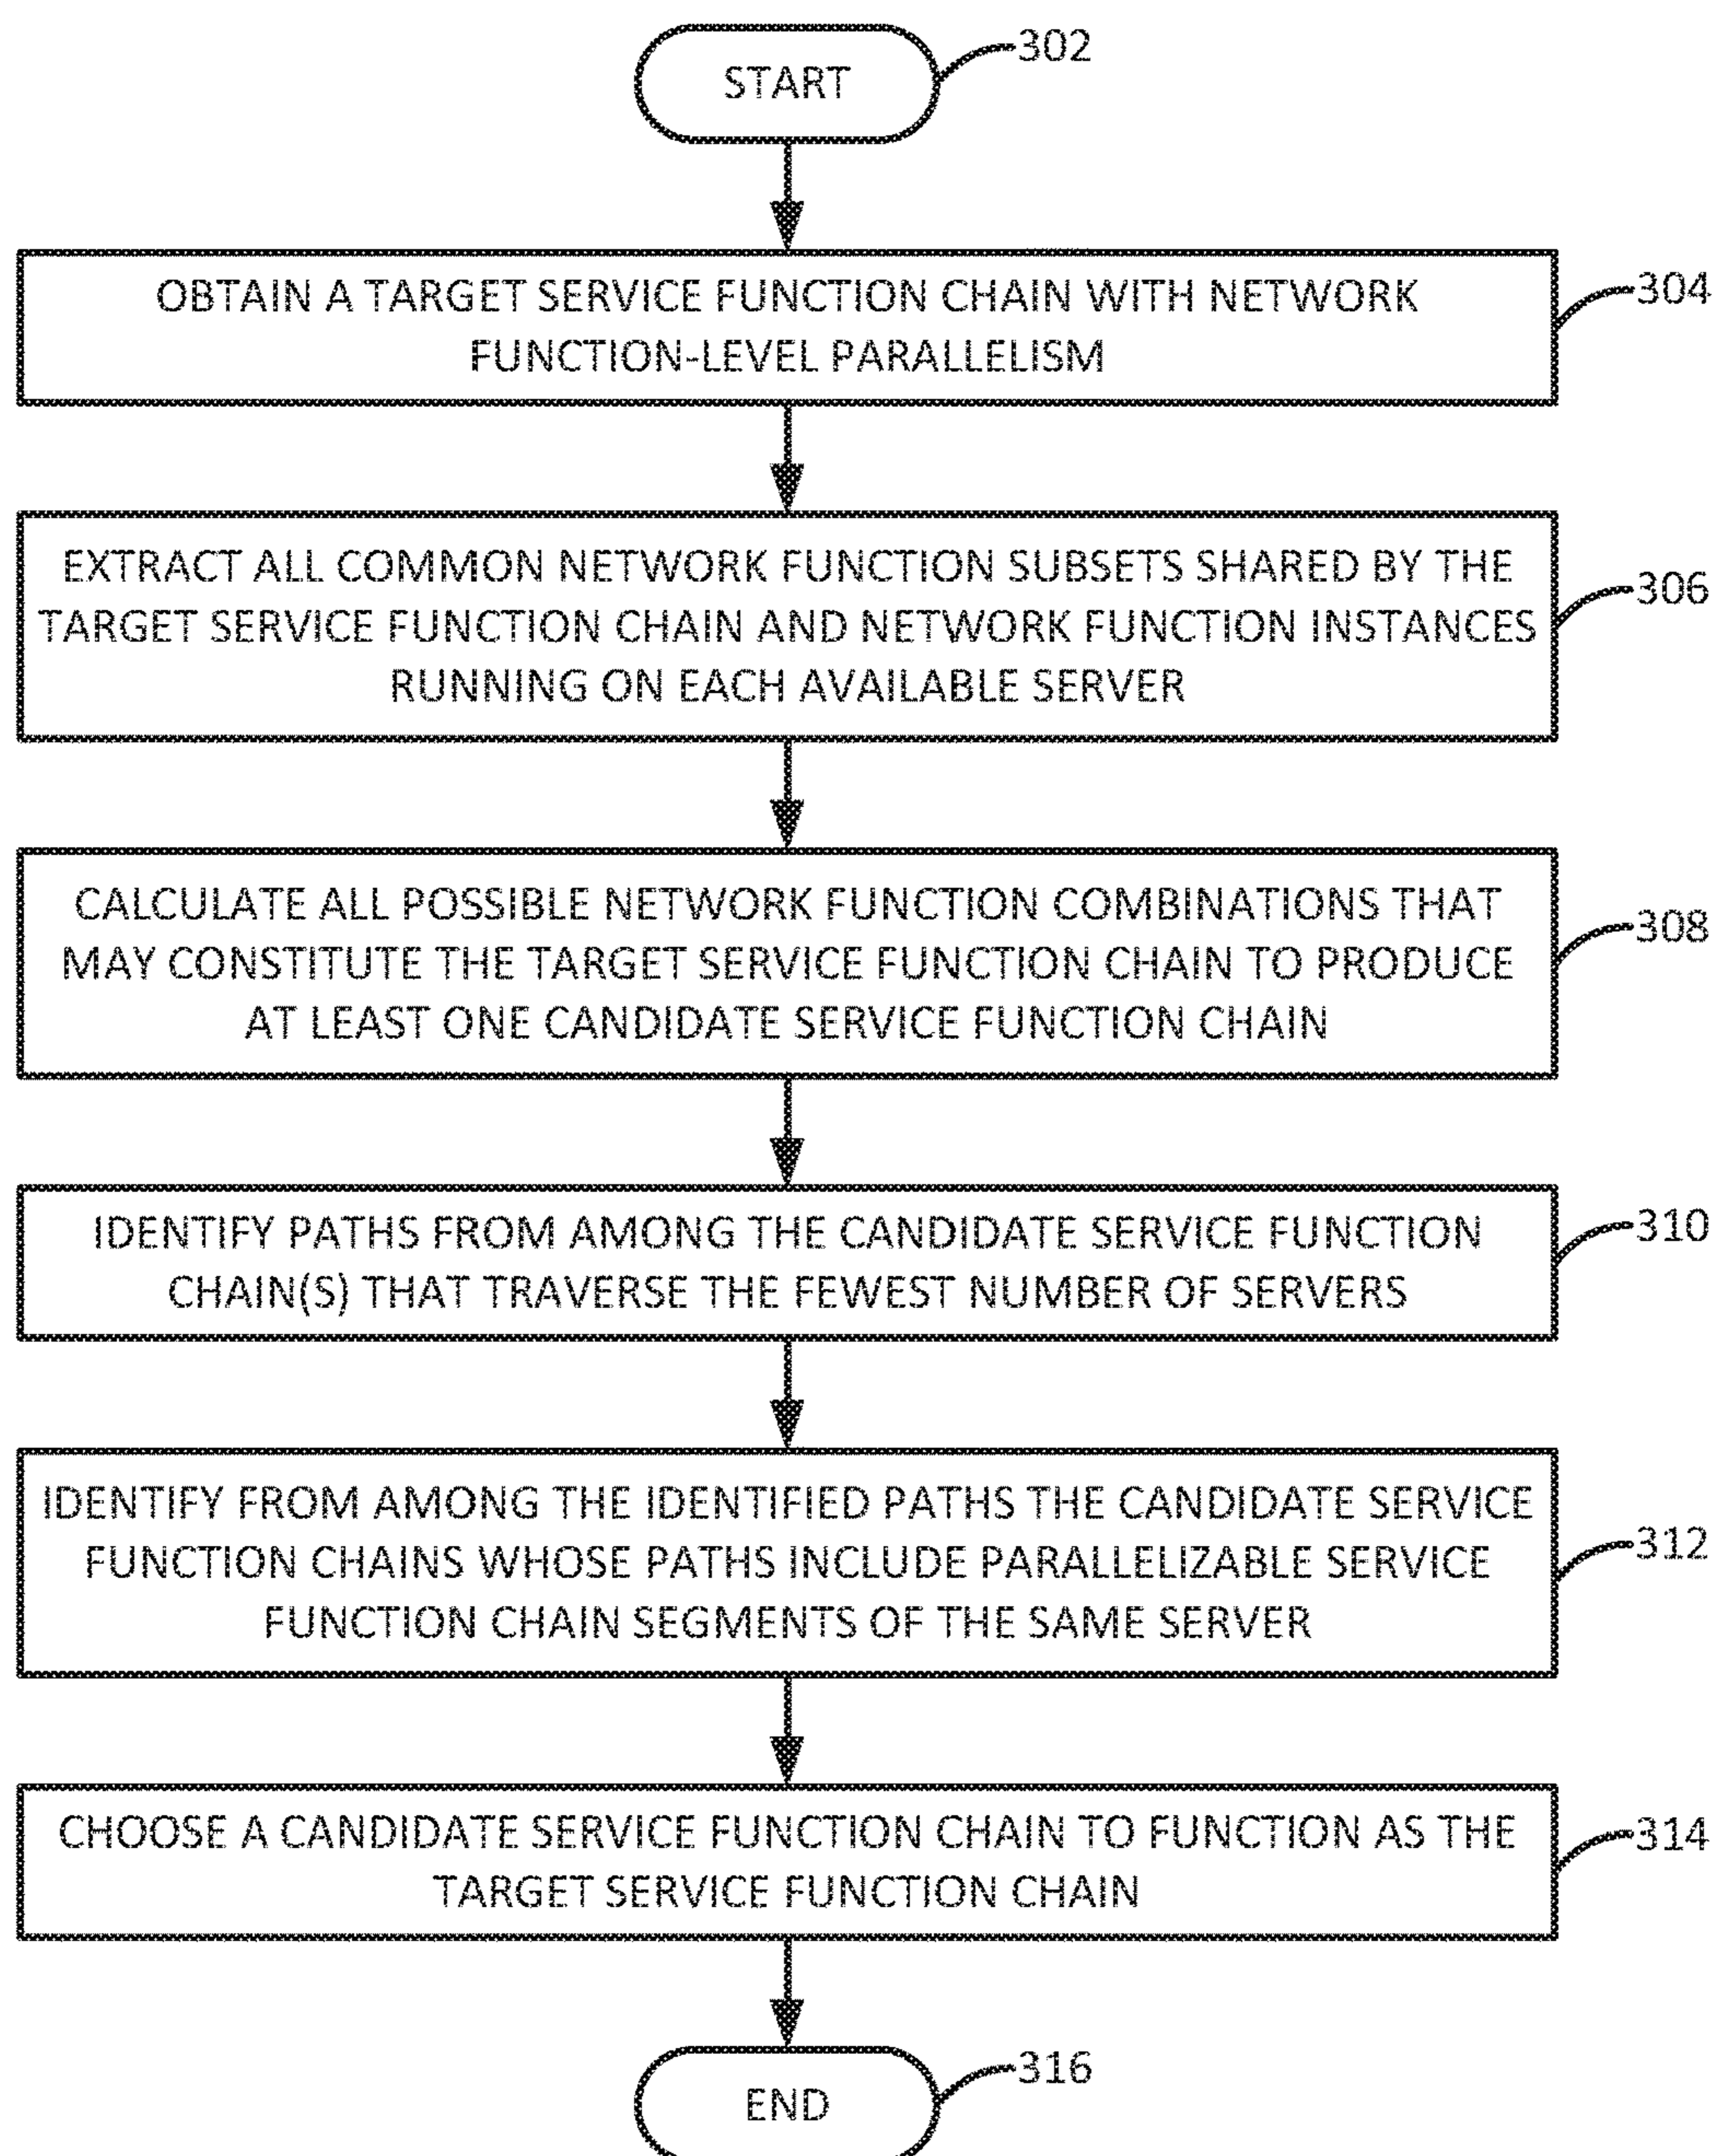 START
302
OBTAIN A TARGET SERVICE FUNCTION CHAIN WITH NETWORK
FUNCTION-LEVEL PARALLELISM
304
EXTRACT ALL COMMON NETWORK FUNCTION SUBSETS SHARED BY THE
TARGET SERVICE FUNCTION CHAIN AND NETWORK FUNCTION INSTANCES
RUNNING ON EACH AVAILABLE SERVER
306
CALCULATE ALL POSSIBLE NETWORK FUNCTION COMBINATIONS THAT
MAY CONSTITUTE THE TARGET SERVICE FUNCTION CHAIN TO PRODUCE
AT LEAST ONE CANDIDATE SERVICE FUNCTION CHAIN
308
IDENTIFY PATHS FROM AMONG THE CANDIDATE SERVICE FUNCTION
CHAIN(S) THAT TRAVERSE THE FEWEST NUMBER OF SERVERS
310
IDENTIFY FROM AMONG THE IDENTIFIED PATHS THE CANDIDATE SERVICE
FUNCTION CHAINS WHOSE PATHS INCLUDE PARALLELIZABLE SERVICE
FUNCTION CHAIN SEGMENTS OF THE SAME SERVER
312
CHOOSE A CANDIDATE SERVICE FUNCTION CHAIN TO FUNCTION AS THE
TARGET SERVICE FUNCTION CHAIN
314
END
316